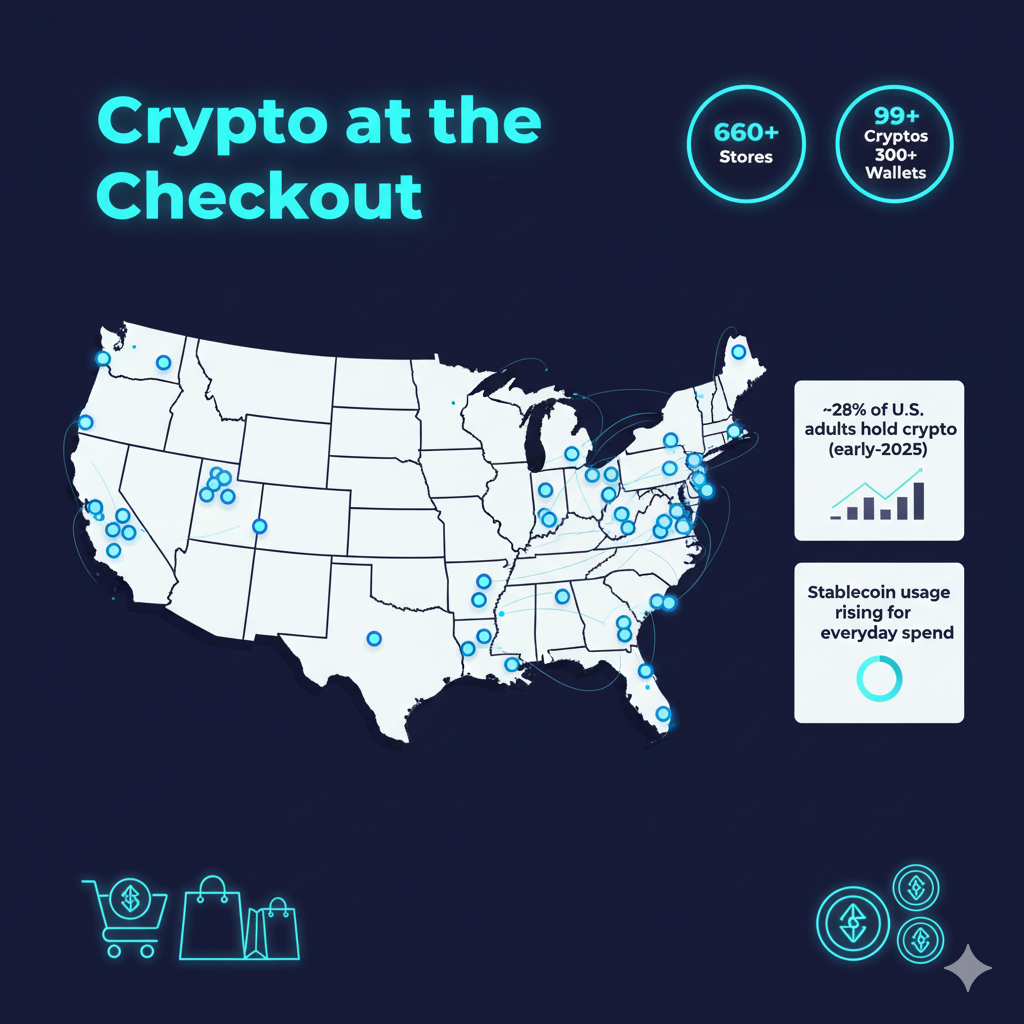 Crypto at the
Checkout
660+
Stores
99+
Cryptos
300+
Wallets
~28% of U.S.
adults hold crypto
(early-2025)
Stablecoin usage
rising for
everyday spend